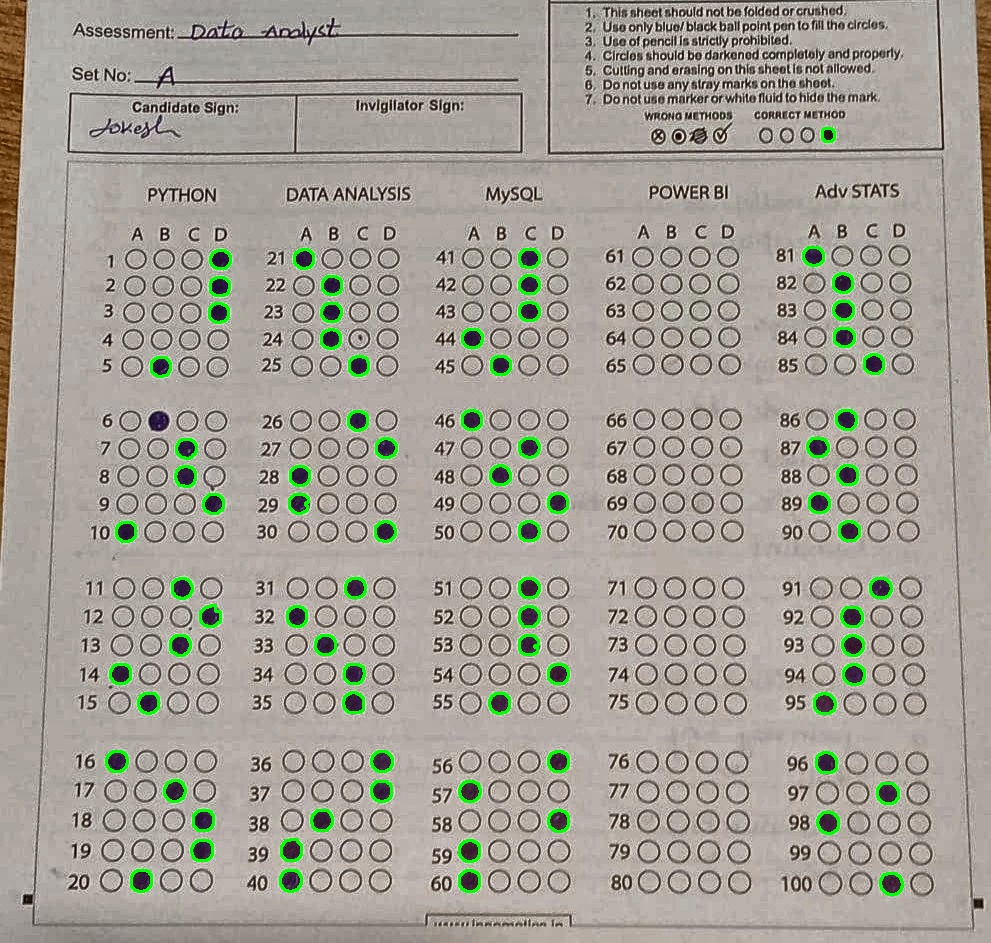 Assessment: Data Analyst
Set No: A
Candidate Sign:
Invigilator Sign:
Jokesh
1. This sheet should not be folded or crushed.
2. Use only blue/ black ball point pen to fill the circles.
3. Use of pencil is strictly prohibited.
4. Circles should be darkened completely and properly.
5. Cutting and erasing on this sheet is not allowed.
6. Do not use any stray marks on the sheet.
7. Do not use marker or white fluid to hide the mark.
WRONG METHODS CORRECT METHOD
PYTHON DATA ANALYSIS MySQL POWER BI Adv STATS
A B C D A B C D A B C D A B C D A B C D
1 21 41 61 81
2 22 42 62 82
3 23 43 63 83
4 24 44 64 84
5 25 45 65 85
6 26 46 66 86
7 27 47 67 87
8 28 48 68 88
9 29 49 69 89
10 30 50 70 90
11 31 51 71 91
12 32 52 72 92
13 33 53 73 93
14 34 54 74 94
15 35 55 75 95
16 36 56 76 96
17 37 57 77 97
18 38 58 78 98
19 39 59 79 99
20 40 60 80 100